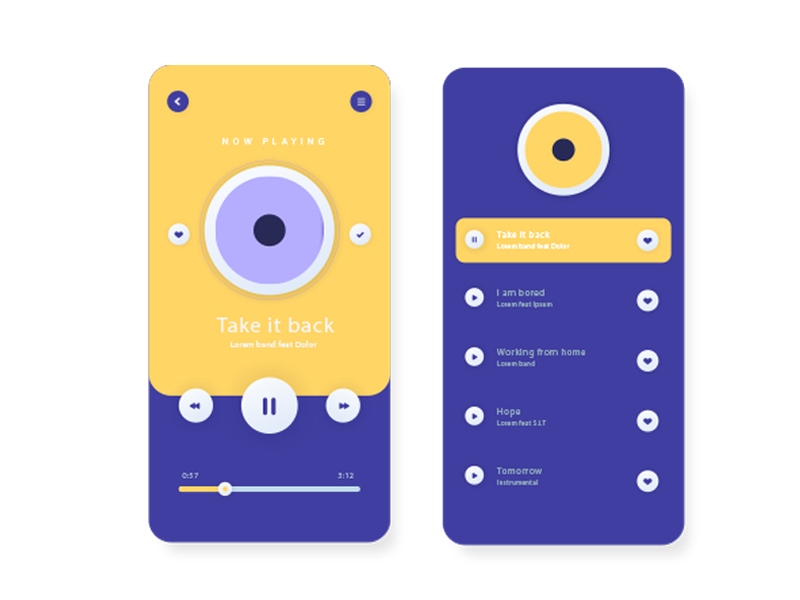 NOW PLAYING
Take it back
Lorem band feat Dolor
0:57
3:12
Take it back
Lorem band feat Dolor
I am bored
Lorem feat Ipsum
Working from home
Lorem band
Hope
Lorem feat S.I.T
Tomorrow
Instrumental